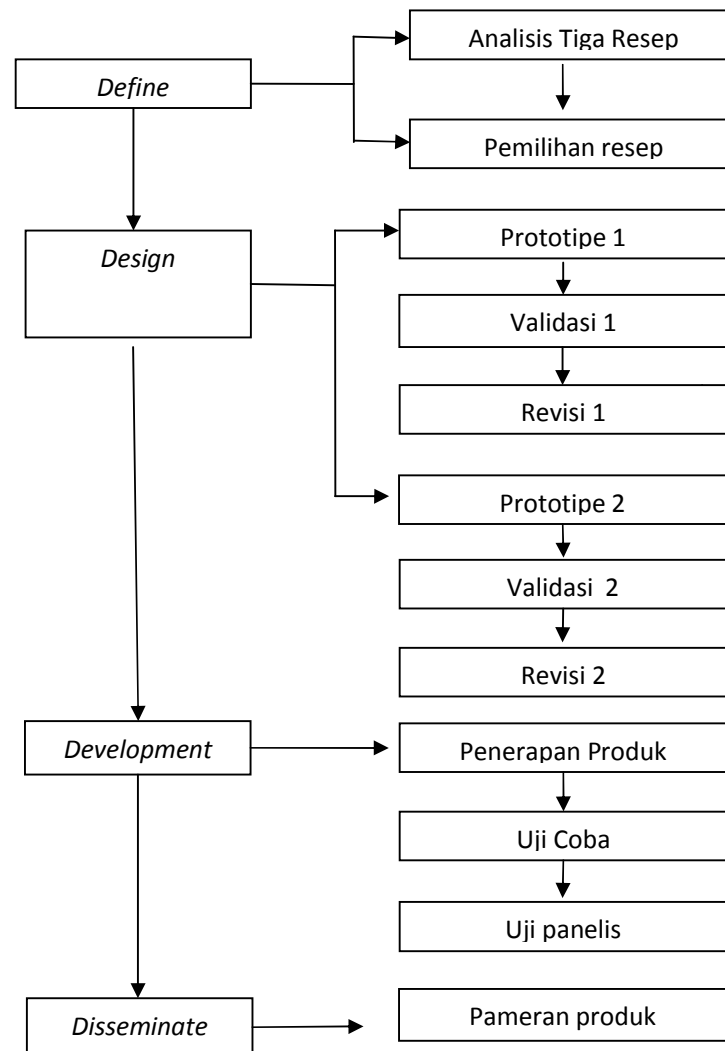 Define
Analisis Tiga Resep
Pemilihan resep
Design
Prototipe 1
Validasi 1
Revisi 1
Prototipe 2
Validasi  2
Revisi 2
Development
Penerapan Produk
Uji Coba
Uji panelis
Disseminate
Pameran produk